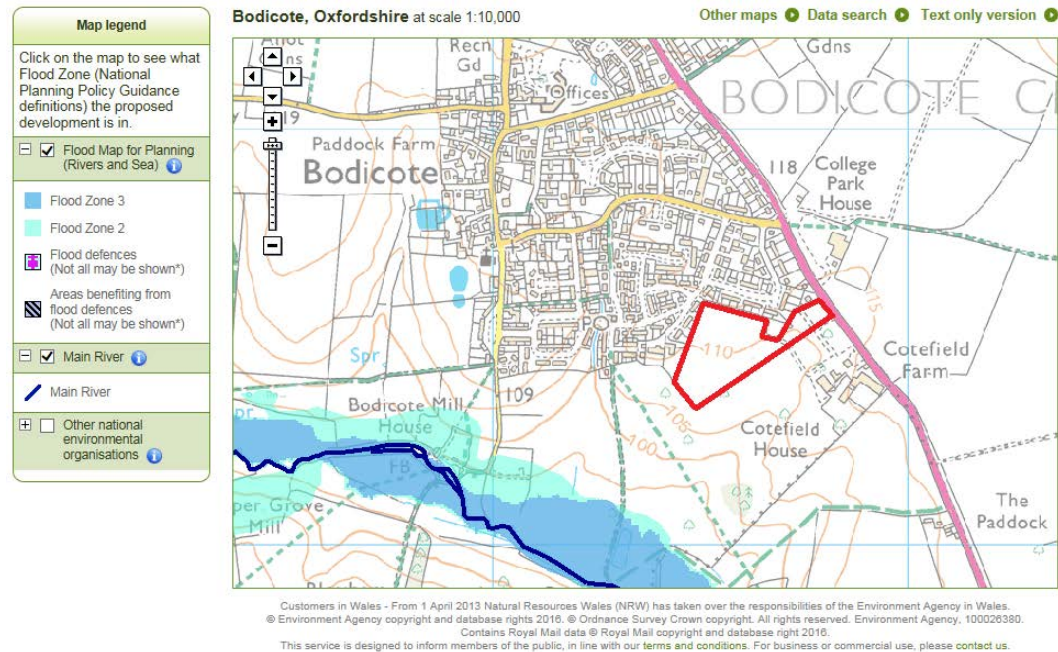 Map legend
Click on the map to see what
Flood Zone (National
Planning Policy Guidance
definitions) the proposed
development is in.
Flood Map for Planning
(Rivers and Sea)
Flood Zone 3
Flood Zone 2
Flood defences
(Not all may be shown*)
Areas benefiting from
flood defences
(Not all may be shown*)
Main River
Main River
Other national
environmental
organisations
Bodicote, Oxfordshire at scale 1:10,000
Other maps Data search Text only version
Recn
Gd
Gdns
Offices
BODICOTE C
19
Paddock Farm
Bodicote
118
College
Park
House
115
PO
110
Cotefield
Farm
Spr
109
105
100
Bodicote Mill
House
Cotefield
House
FB
per Grove
Mill
The
Paddock
Customers in Wales - From 1 April 2013 Natural Resources Wales (NRW) has taken over the responsibilities of the Environment Agency in Wales.
© Environment Agency copyright and database rights 2016. © Ordnance Survey Crown copyright. All rights reserved. Environment Agency, 100026380.
Contains Royal Mail data © Royal Mail copyright and database right 2016.
This service is designed to inform members of the public, in line with our terms and conditions. For business or commercial use, please contact us.